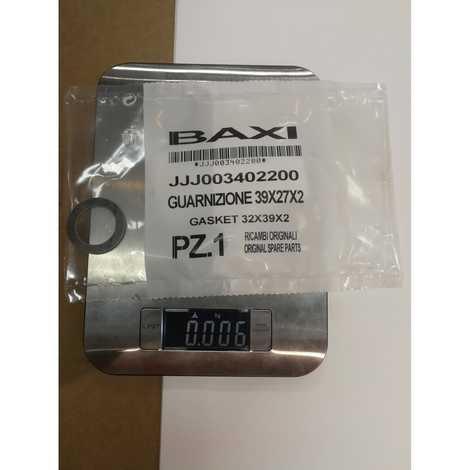 BAXI
*JJJ003402200*
JJJ003402200
GUARNIZIONE 39X27X2
GASKET 32X39X2
PZ.1
RICAMBI ORIGINALI
ORIGINAL SPARE PARTS
N
0.006